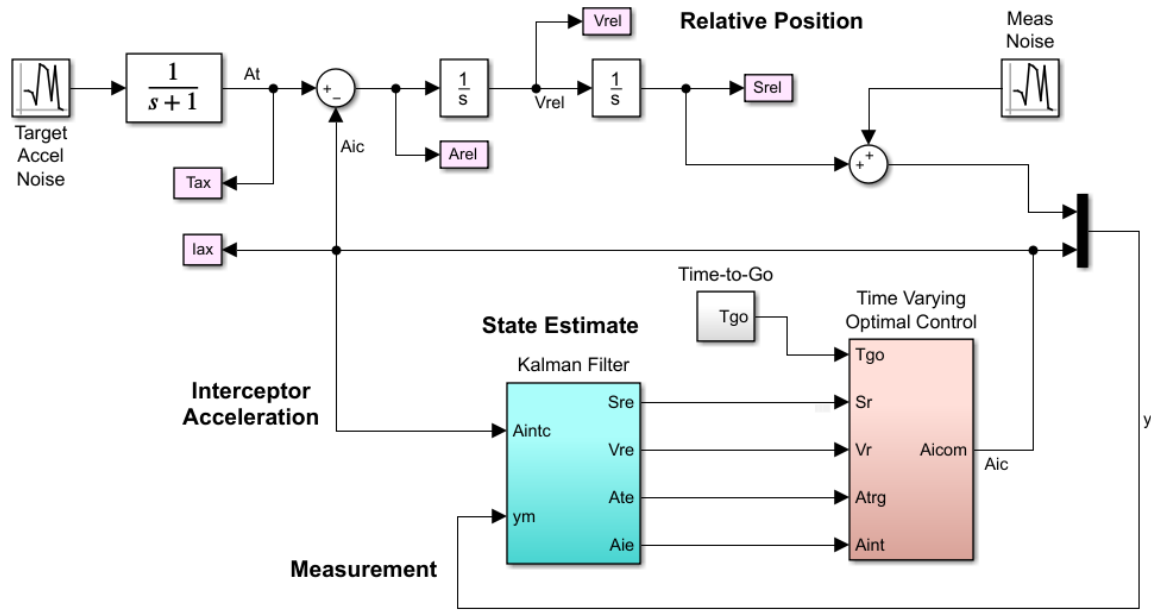 Relative Position
Meas
Noise
Vrel
1
s + 1
At
+
−
1
s
Vrel
1
s
Srel
Target
Accel
Noise
Aic
Arel
+
+
Tax
Iax
Time-to-Go
Tgo
Time Varying
Optimal Control
State Estimate
Kalman Filter
Interceptor
Acceleration
Aintc
ym
Sre
Vre
Ate
Aie
Tgo
Sr
Vr
Atrg
Aint
Aicom
Aic
y
Measurement